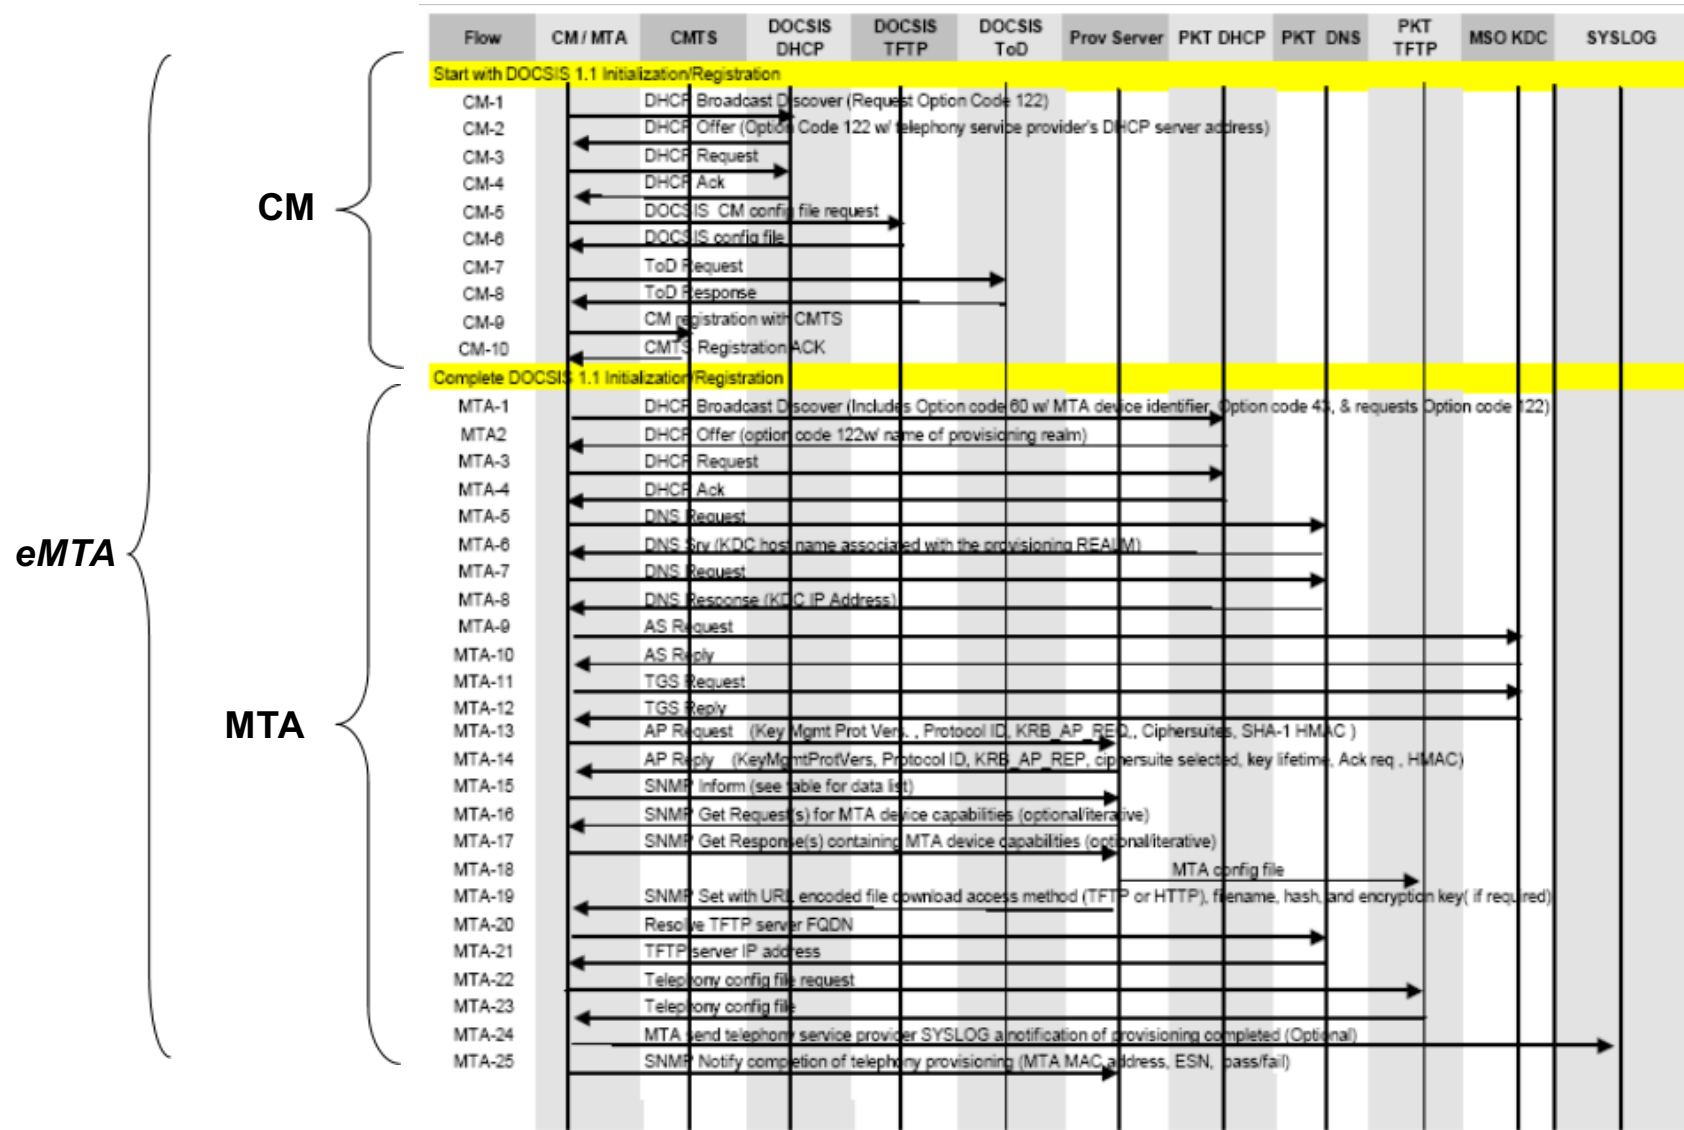 Flow CM / MTA CMTS DOCSIS DHCP DOCSIS TFTP DOCSIS ToD Prov Server PKT DHCP PKT DNS PKT TFTP MSO KDC SYSLOG
Start with DOCSIS 1.1 Initialization/Registration
CM-1 DHCP Broadcast Discover (Request Option Code 122)
CM-2 DHCP Offer (Option Code 122 w/ telephony service provider's DHCP server address)
CM-3 DHCP Request
CM-4 DHCP Ack
CM-5 DOCSIS CM config file request
CM-6 DOCSIS config file
CM-7 ToD Request
CM-8 ToD Response
CM-9 CM registration with CMTS
CM-10 CMTS Registration ACK
CM
Complete DOCSIS 1.1 Initialization/Registration
MTA-1 DHCP Broadcast Discover (Includes Option code 60 w/ MTA device identifier, Option code 43, & requests Option code 122)
MTA2 DHCP Offer (option code 122w/ name of provisioning realm)
MTA-3 DHCP Request
MTA-4 DHCP Ack
MTA-5 DNS Request
MTA-6 DNS Srv (KDC host name associated with the provisioning REALM)
MTA-7 DNS Request
MTA-8 DNS Response (KDC IP Address)
MTA-9 AS Request
MTA-10 AS Reply
MTA-11 TGS Request
MTA-12 TGS Reply
MTA-13 AP Request (Key Mgmt Prot Vers. , Protocol ID, KRB_AP_REQ,, Ciphersuites, SHA-1 HMAC )
MTA-14 AP Reply (KeyMgmtProtVers, Protocol ID, KRB_AP_REP, ciphersuite selected, key lifetime, Ack req , HMAC)
MTA-15 SNMP Inform (see table for data list)
MTA-16 SNMP Get Request(s) for MTA device capabilities (optional/iterative)
MTA-17 SNMP Get Response(s) containing MTA device capabilities (optional/iterative)
MTA-18 MTA config file
MTA-19 SNMP Set with URL encoded file download access method (TFTP or HTTP), filename, hash, and encryption key( if required)
MTA-20 Resolve TFTP server FQDN
MTA-21 TFTP server IP address
MTA-22 Telephony config file request
MTA-23 Telephony config file
MTA-24 MTA send telephony service provider SYSLOG a notification of provisioning completed (Optional)
MTA-25 SNMP Notify completion of telephony provisioning (MTA MAC address, ESN, pass/fail)
MTA
eMTA